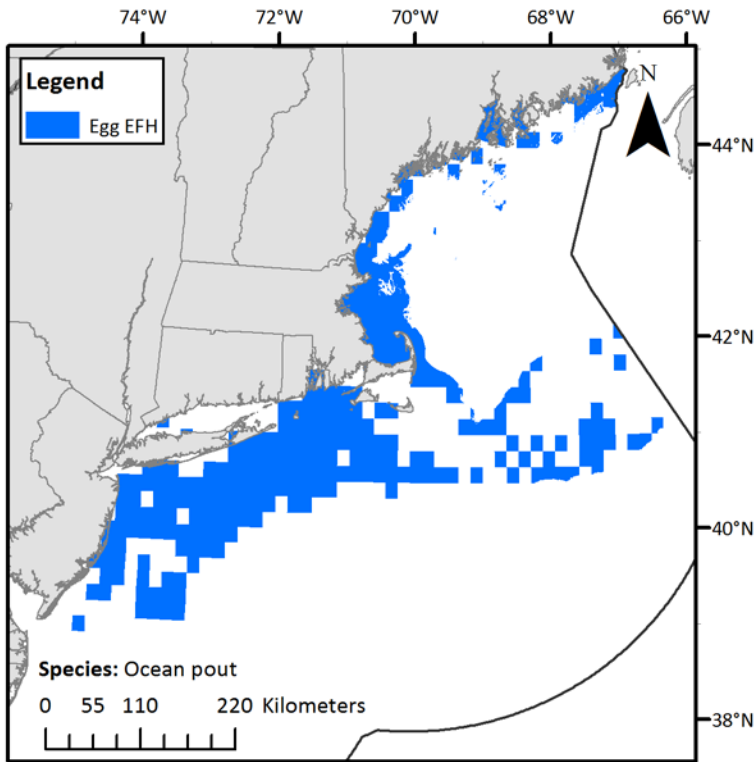 74°W 72°W 70°W 68°W 66°W
Legend
Egg EFH
N
44°N
42°N
40°N
38°N
Species: Ocean pout
0 55 110 220 Kilometers